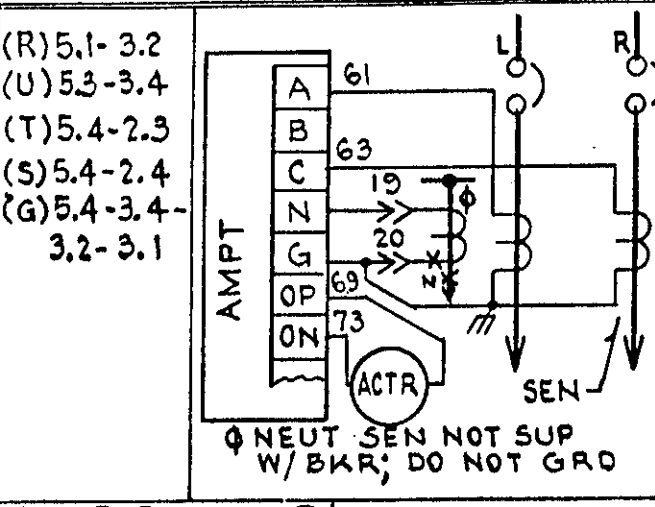 (R) 5.1-3.2
(U) 5.3-3.4
(T) 5.4-2.3
(S) 5.4-2.4
(G) 5.4-3.4-
3.2-3.1
AMPT
A
B
C
N
G
OP
ON
61
63
19
20
69
73
ϕ
N
L
R
ACTR
SEN
ϕ NEUT SEN NOT SUP
W/ BKR; DO NOT GRD